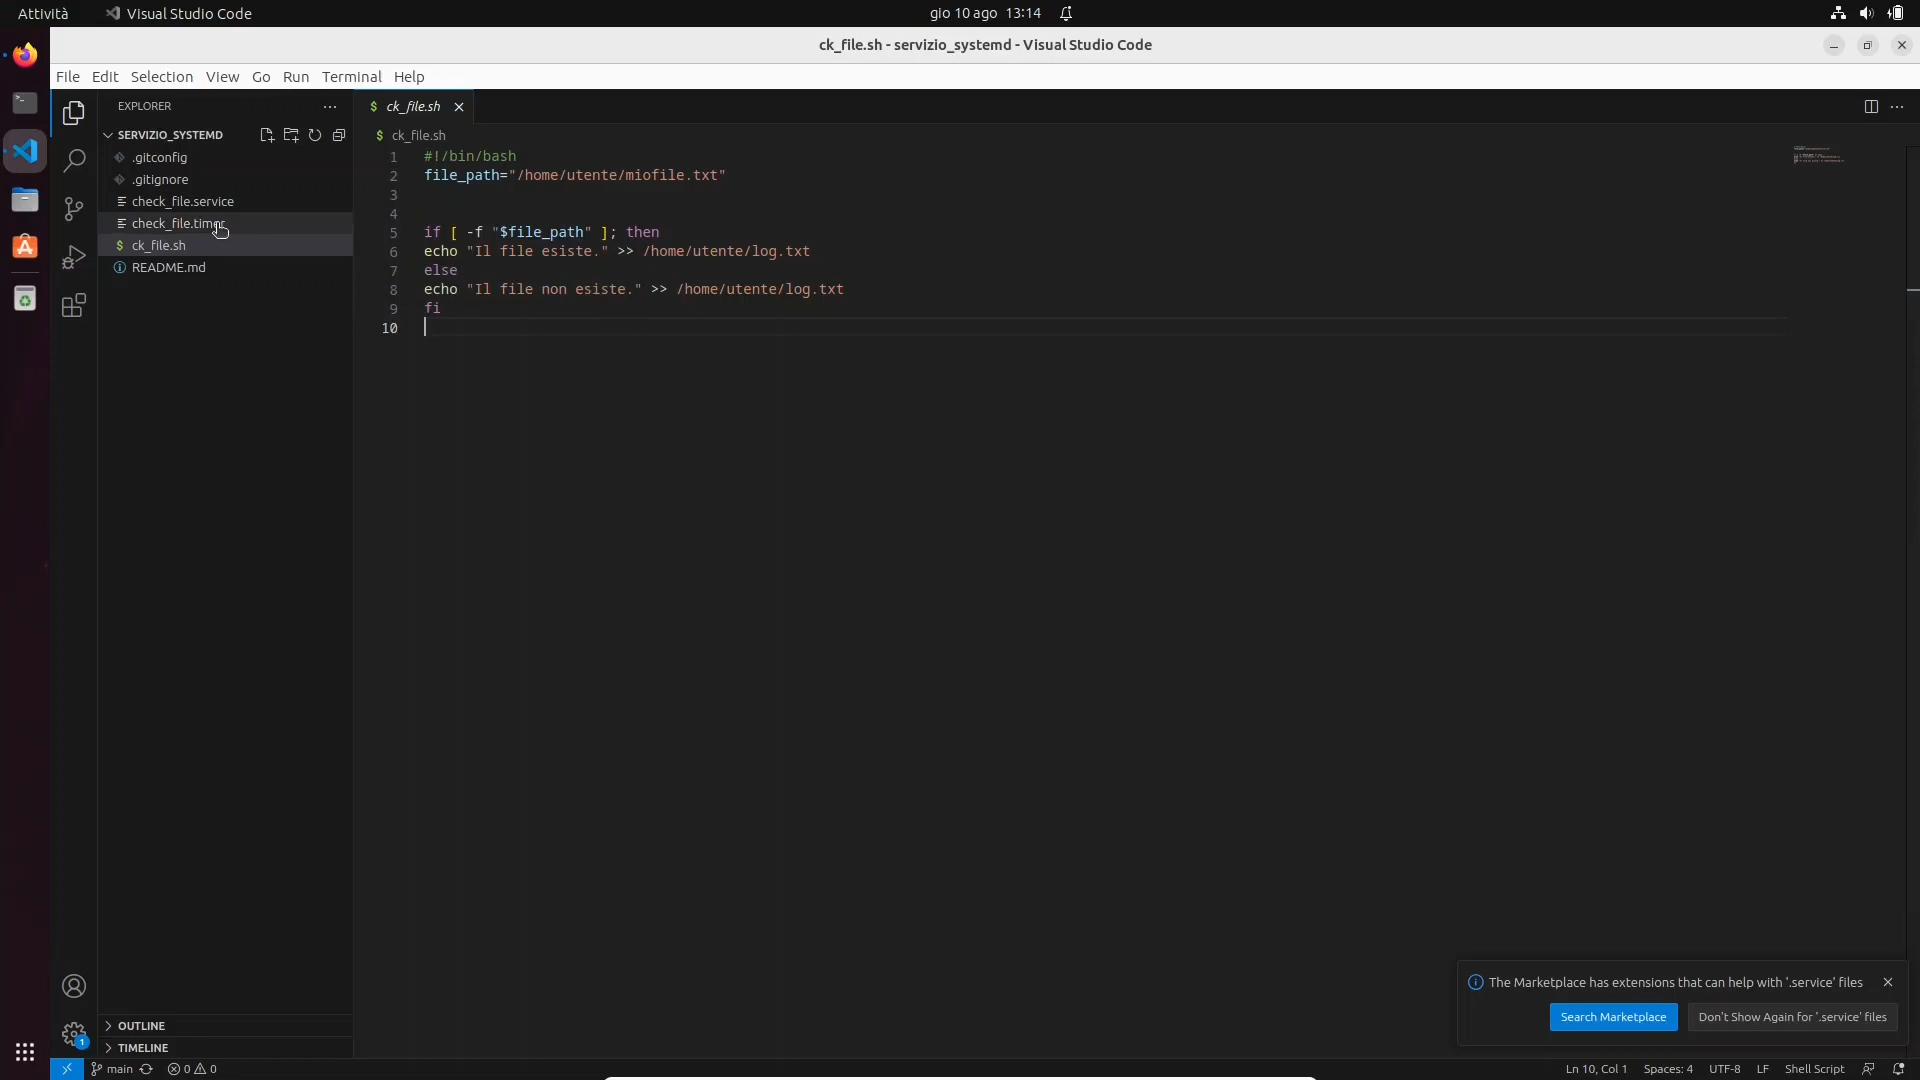 Attività
Visual Studio Code
gio 10 ago 13:14
ck_file.sh - servizio_systemd - Visual Studio Code
File Edit Selection View Go Run Terminal Help
EXPLORER
SERVIZIO_SYSTEMD
.gitconfig
.gitignore
check_file.service
check_file.timer
ck_file.sh
README.md
OUTLINE
TIMELINE
ck_file.sh
ck_file.sh
1 #!/bin/bash
2 file_path="/home/utente/miofile.txt"
3
4
5 if [ -f "$file_path" ]; then
6 echo "Il file esiste." >> /home/utente/log.txt
7 else
8 echo "Il file non esiste." >> /home/utente/log.txt
9 fi
10
The Marketplace has extensions that can help with '.service' files
Search Marketplace
Don't Show Again for '.service' files
1
main 0 0
Ln 10, Col 1 Spaces: 4 UTF-8 LF Shell Script